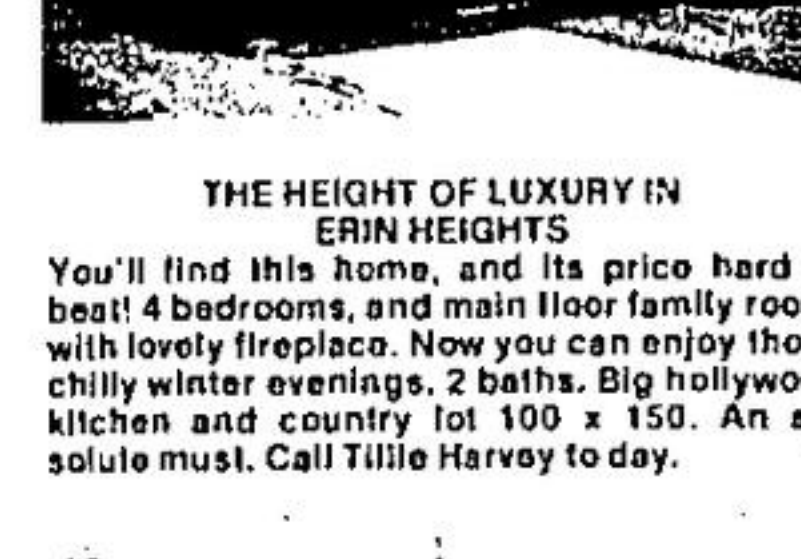 THE HEIGHT OF LUXURY IN
ERIN HEIGHTS
You'll find this home, and its price hard
beat! 4 bedrooms, and main floor family roo
with lovely fireplace. Now you can enjoy tho
chilly winter evenings. 2 baths. Big hollywo
kitchen and country lot 100 x 150. An a
solute must. Call Tillie Harvey to day.